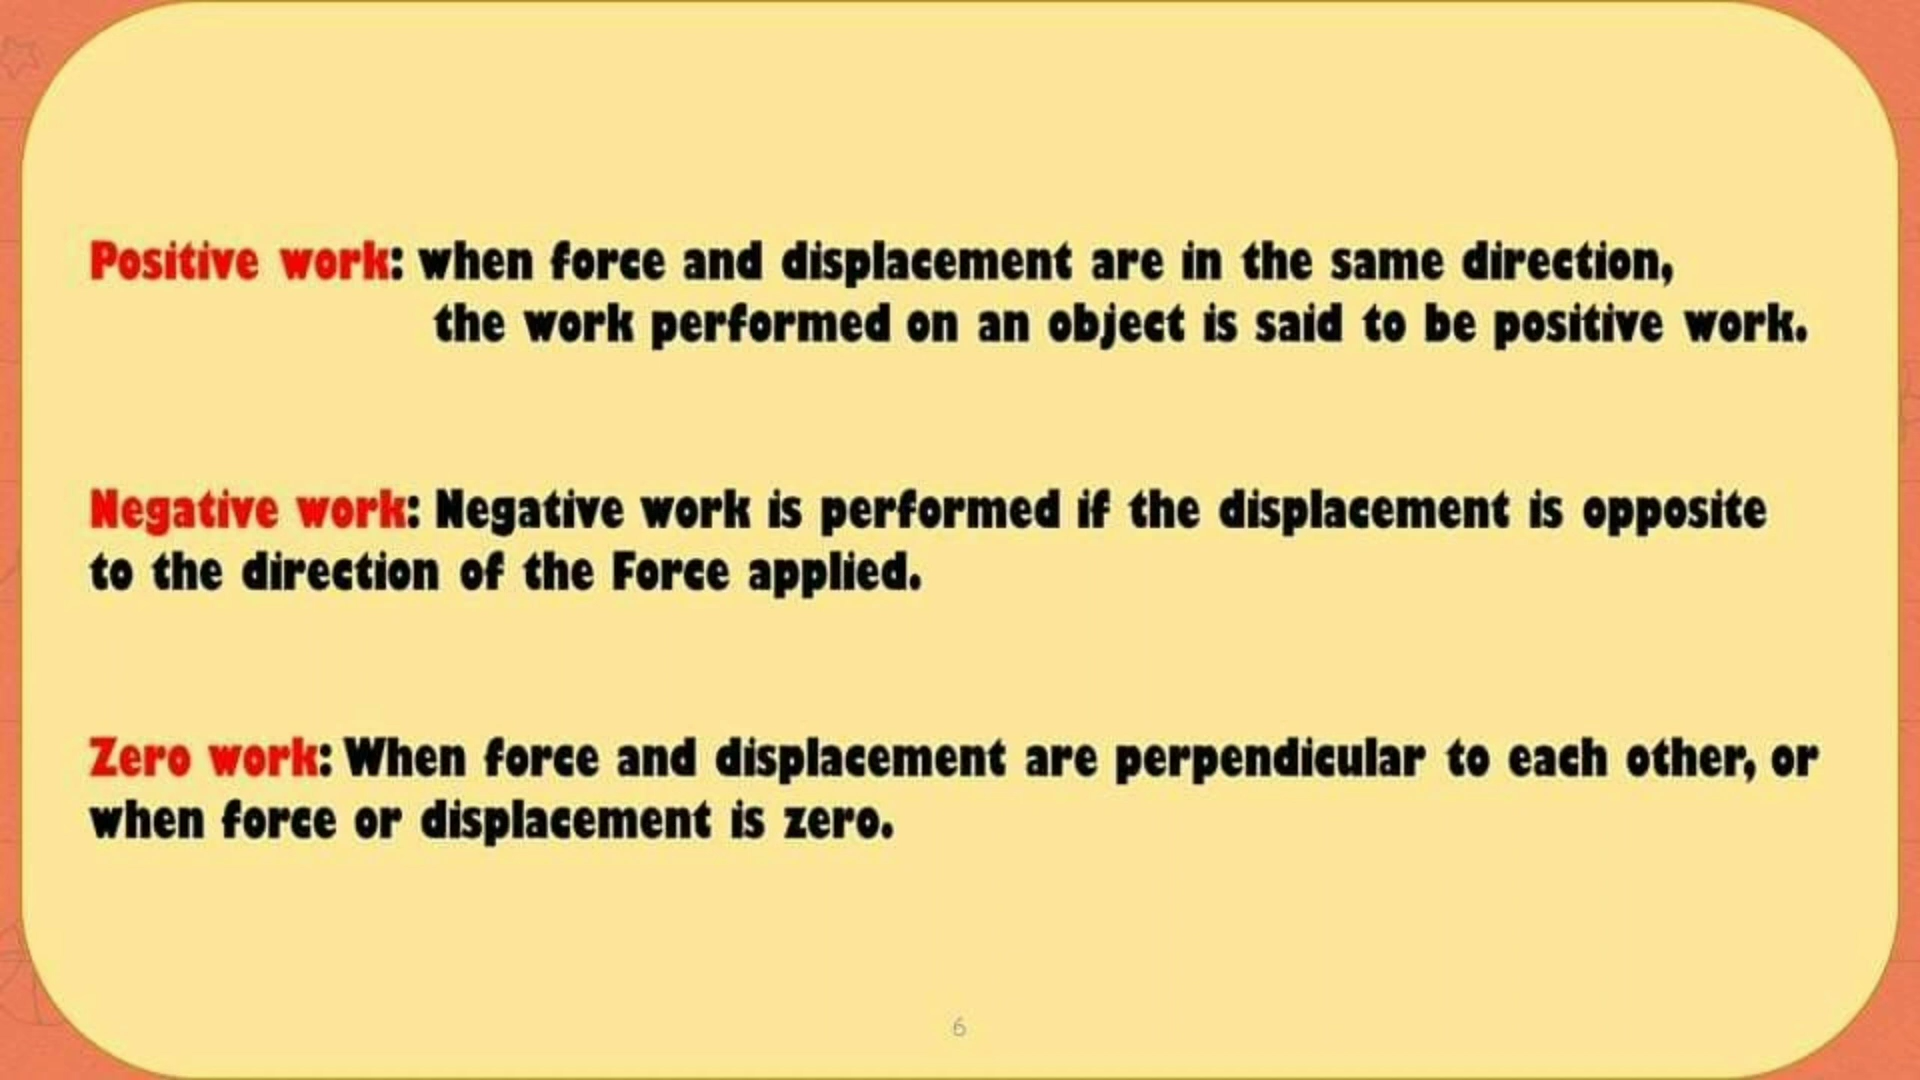 Positive work: when force and displacement are in the same direction,
the work performed on an object is said to be positive work.
Negative work: Negative work is performed if the displacement is opposite
to the direction of the Force applied.
Zero work: When force and displacement are perpendicular to each other, or
when force or displacement is zero.
6